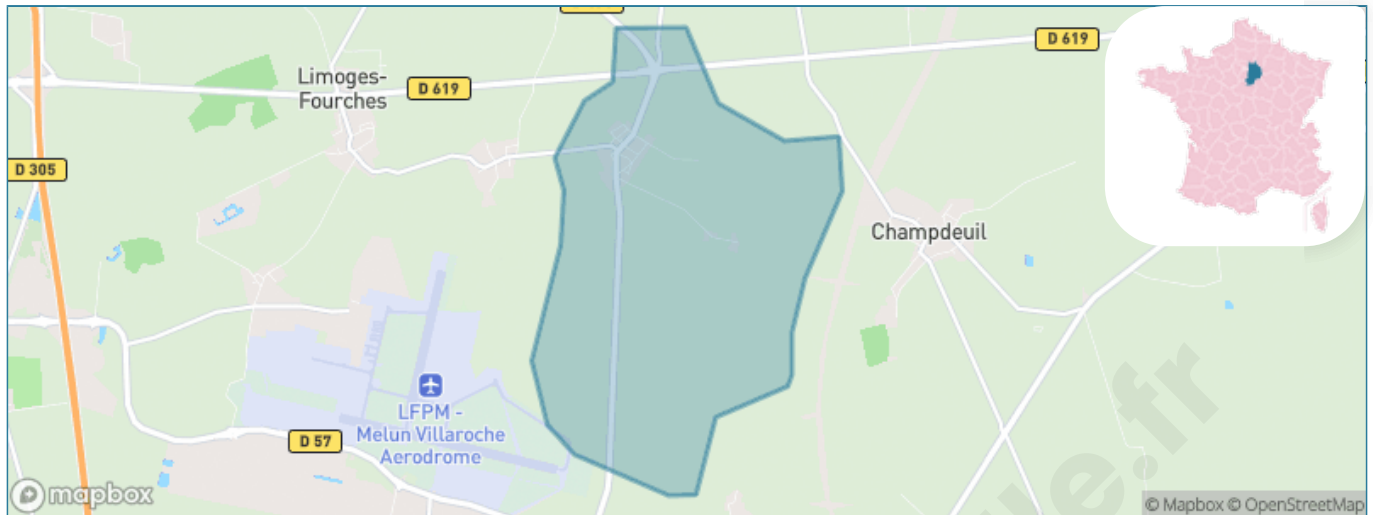 D 619
Limoges-
Fourches
D 619
D 305
Champdeuil
LFPM -
Melun Villaroche
Aerodrome
D 57
mapbox
© Mapbox © OpenStreetMap